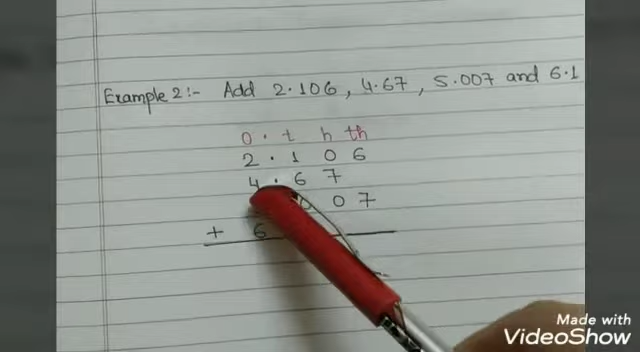 Example 2:- Add 2.106, 4.67, 5.007 and 6.1
O . t h th
2 . 1 0 6
4 . 6 7
0 0 7
+ 6
Made with
VideoShow